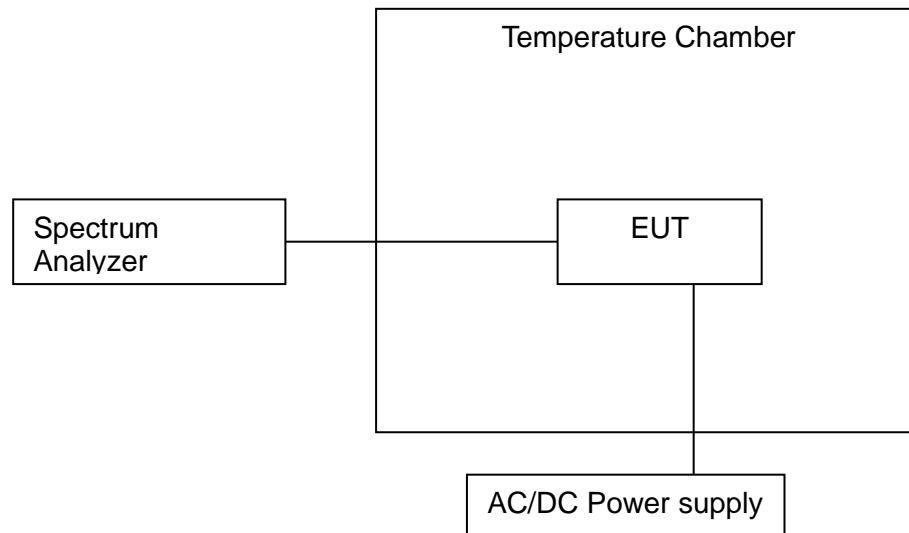 Temperature Chamber
Spectrum
Analyzer
EUT
AC/DC Power supply